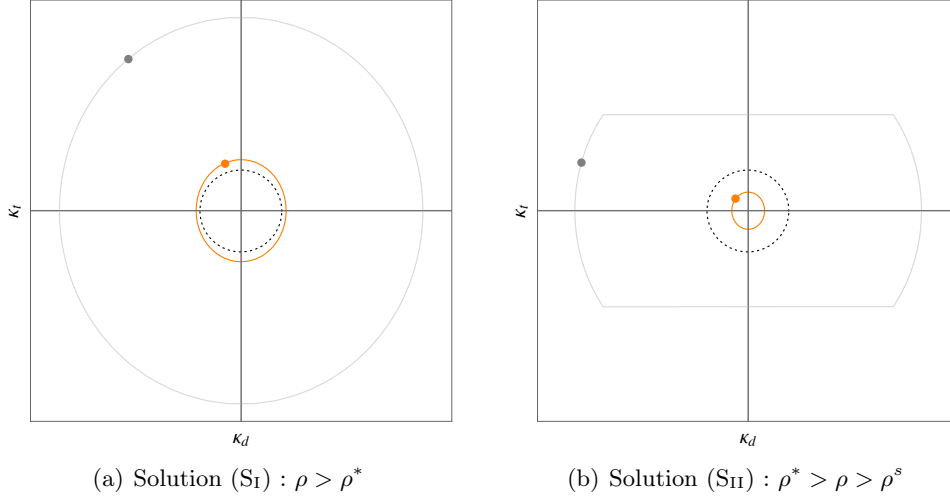 κt
κd
(a) Solution (SI) : ρ > ρ*
κt
κd
(b) Solution (SII) : ρ* > ρ > ρs